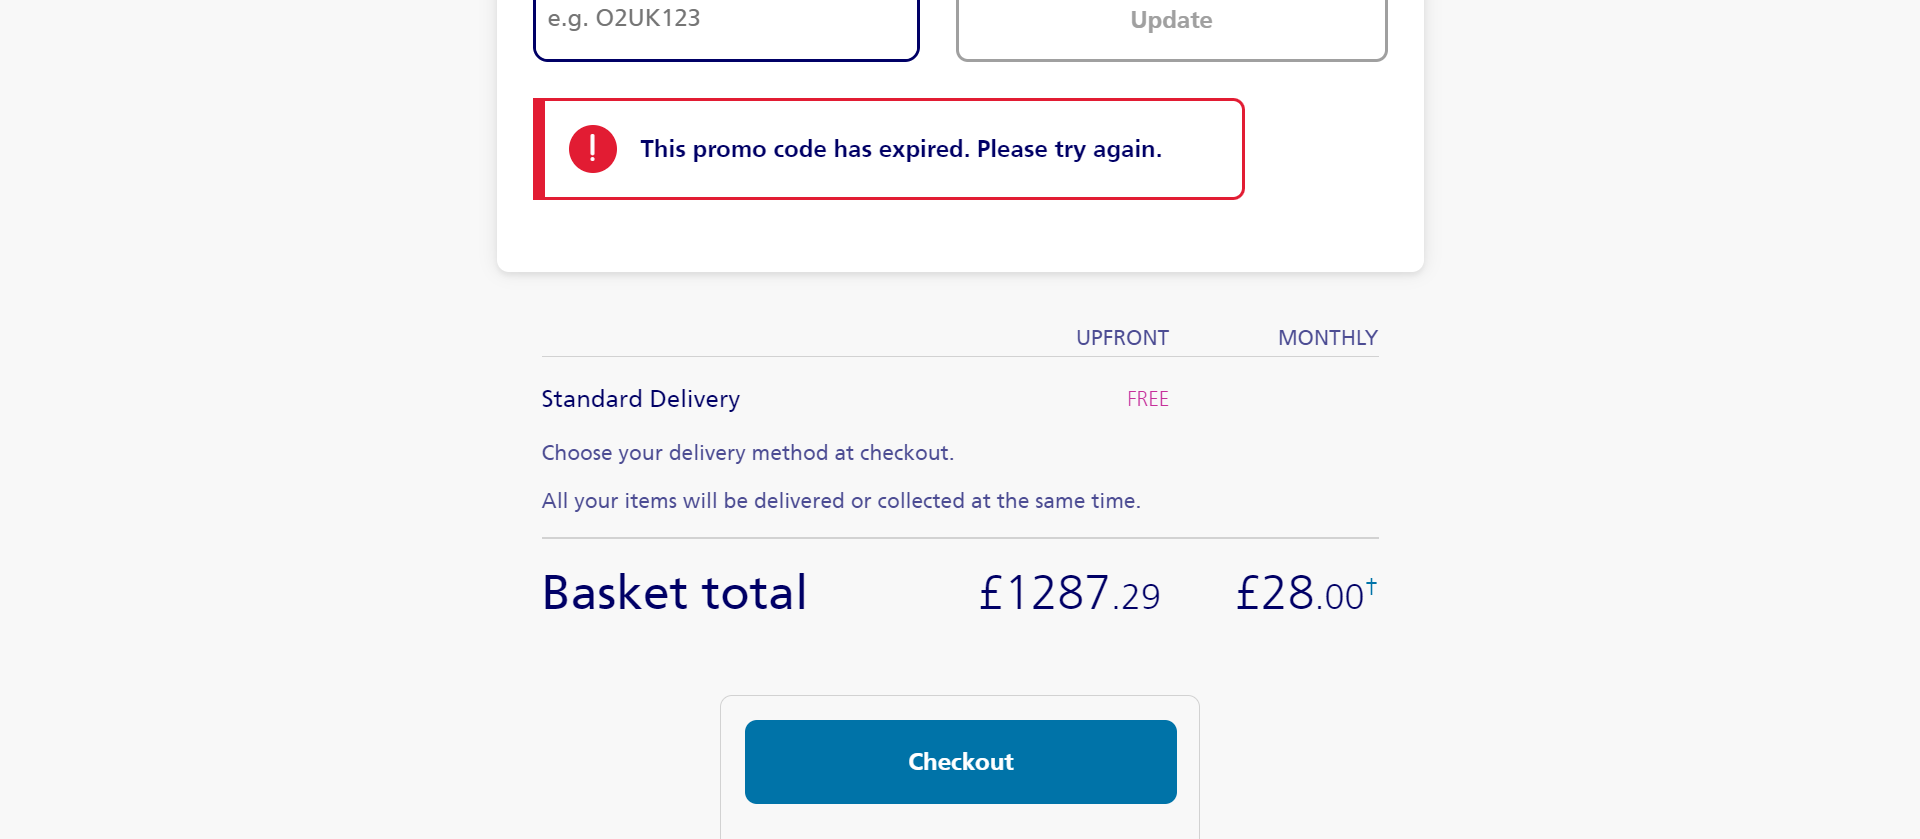 e.g. O2UK123
Update
This promo code has expired. Please try again.
UPFRONT MONTHLY
Standard Delivery FREE
Choose your delivery method at checkout.
All your items will be delivered or collected at the same time.
Basket total £1287.29 £28.00†
Checkout